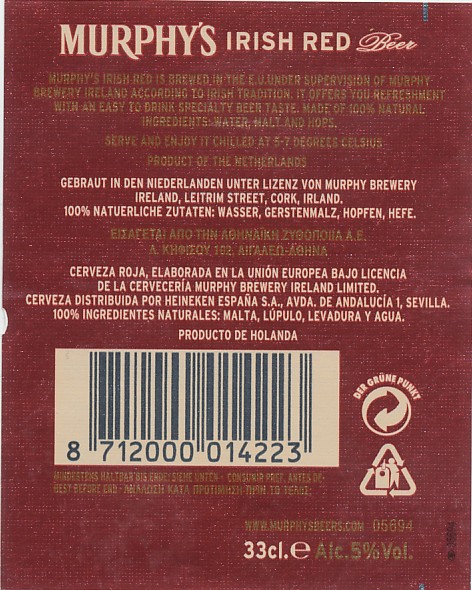 MURPHY'S IRISH RED Beer
MURPHY'S IRISH RED IS BREWED IN THE E.U. UNDER SUPERVISION OF MURPHY
BREWERY IRELAND ACCORDING TO IRISH TRADITION. IT OFFERS YOU REFRESHMENT
WITH AN EASY TO DRINK SPECIALTY BEER TASTE. MADE OF 100% NATURAL
INGREDIENTS: WATER, MALT AND HOPS.
SERVE AND ENJOY IT CHILLED AT 5-7 DEGREES CELSIUS
PRODUCT OF THE NETHERLANDS
GEBRAUT IN DEN NIEDERLANDEN UNTER LIZENZ VON MURPHY BREWERY
IRELAND, LEITRIM STREET, CORK, IRLAND.
100% NATUERLICHE ZUTATEN: WASSER, GERSTENMALZ, HOPFEN, HEFE.
ΕΙΣΑΓΕΤΑΙ ΑΠΟ ΤΗΝ ΑΘΗΝΑΪΚΗ ΖΥΘΟΠΟΙΙΑ Α.Ε.
Λ. ΚΗΦΙΣΟΥ 102, ΑΙΓΑΛΕΩ-ΑΘΗΝΑ
CERVEZA ROJA, ELABORADA EN LA UNIÓN EUROPEA BAJO LICENCIA
DE LA CERVECERÍA MURPHY BREWERY IRELAND LIMITED.
CERVEZA DISTRIBUIDA POR HEINEKEN ESPAÑA S.A., AVDA. DE ANDALUCÍA 1, SEVILLA.
100% INGREDIENTES NATURALES: MALTA, LÚPULO, LEVADURA Y AGUA.
PRODUCTO DE HOLANDA
DER GRÜNE PUNKT
8 712000 014223
MINDESTENS HALTBAR BIS ENDE: SIEHE UNTEN - CONSUMIR PREF. ANTES DE-
BEST BEFORE END - ΑΝΑΛΩΣΗ ΚΑΤΑ ΠΡΟΤΙΜΗΣΗ ΠΡΙΝ ΤΟ ΤΕΛΟΣ:
WWW.MURPHYSBEERS.COM 05694
33cl. e Alc. 5% Vol.